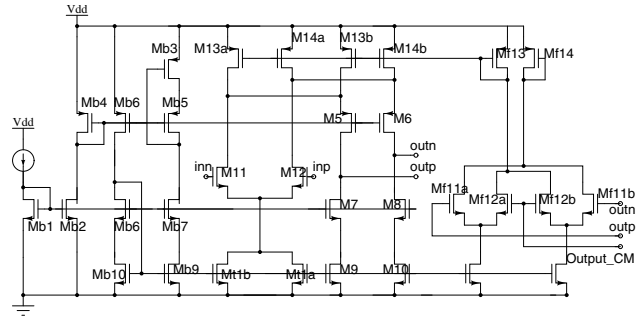 Vdd
M14a
M13b
Mb3
M13a
M14b
Mf13
Mf14
Mb4
Mb6
Mb5
M5
M6
Vdd
outn
inn
M11
M12
inp
outp
Mf11a
Mf12a
Mf12b
Mf11b
outn
Mb1
Mb2
Mb6
Mb7
M7
M8
outp
Output_CM
Mb10
Mb9
Mt1b
Mt1a
M9
M10